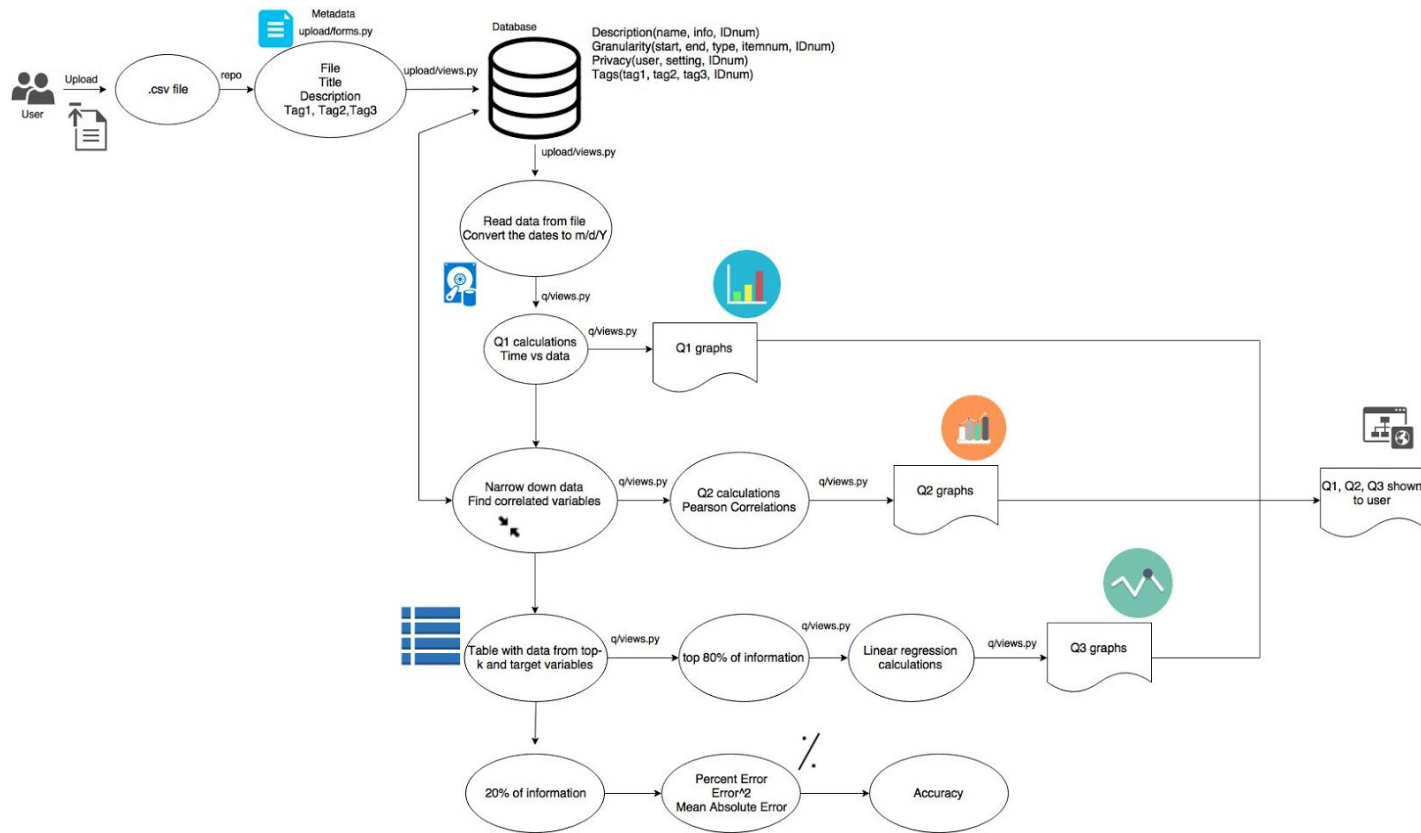 Metadata
upload/forms.py
Database
Description(name, info, IDnum)
Granularity(start, end, type, itemnum, IDnum)
Privacy(user, setting, IDnum)
Tags(tag1, tag2, tag3, IDnum)
User
Upload
.csv file
repo
File
Title
Description
Tag1, Tag2,Tag3
upload/views.py
upload/views.py
Read data from file
Convert the dates to m/d/Y
q/views.py
Q1 calculations
Time vs data
q/views.py
Q1 graphs
Narrow down data
Find correlated variables
q/views.py
Q2 calculations
Pearson Correlations
q/views.py
Q2 graphs
Q1, Q2, Q3 shown
to user
Table with data from top-
k and target variables
q/views.py
top 80% of information
q/views.py
Linear regression
calculations
q/views.py
Q3 graphs
20% of information
Percent Error
Error^2
Mean Absolute Error
Accuracy